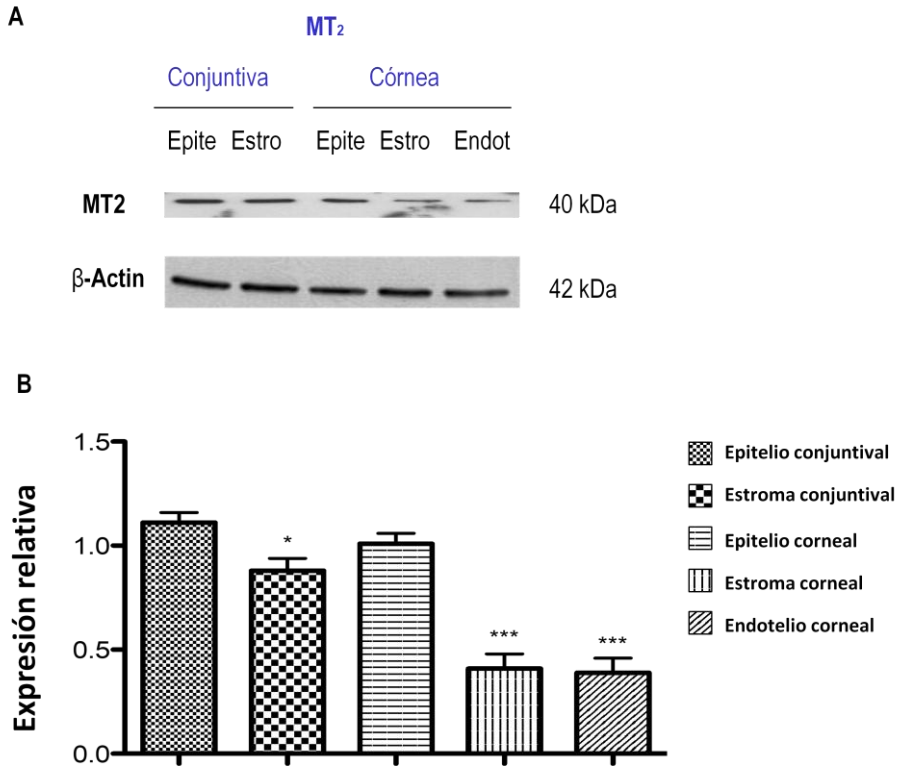 A
MT₂
Conjuntiva Córnea
Epite Estro Epite Estro Endot
MT2 40 kDa
β-Actin 42 kDa
B
Expresión relativa
1.5
1.0
0.5
0.0
*
***
***
Epitelio conjuntival
Estroma conjuntival
Epitelio corneal
Estroma corneal
Endotelio corneal